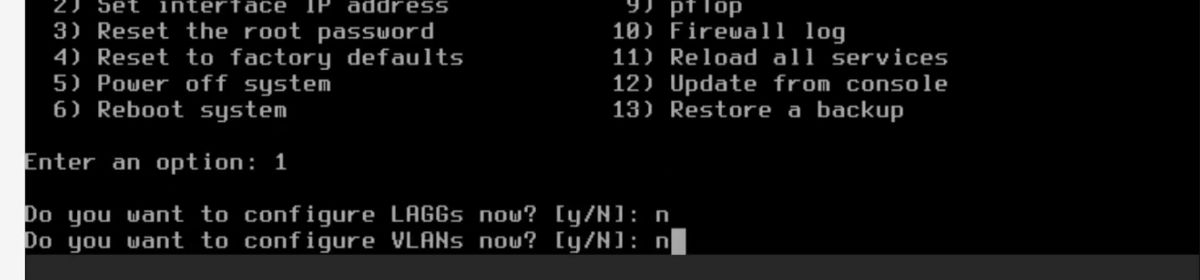 2) Set interface IP address 9) pfTop
3) Reset the root password 10) Firewall log
4) Reset to factory defaults 11) Reload all services
5) Power off system 12) Update from console
6) Reboot system 13) Restore a backup
Enter an option: 1
Do you want to configure LAGGs now? [y/N]: n
Do you want to configure VLANs now? [y/N]: n